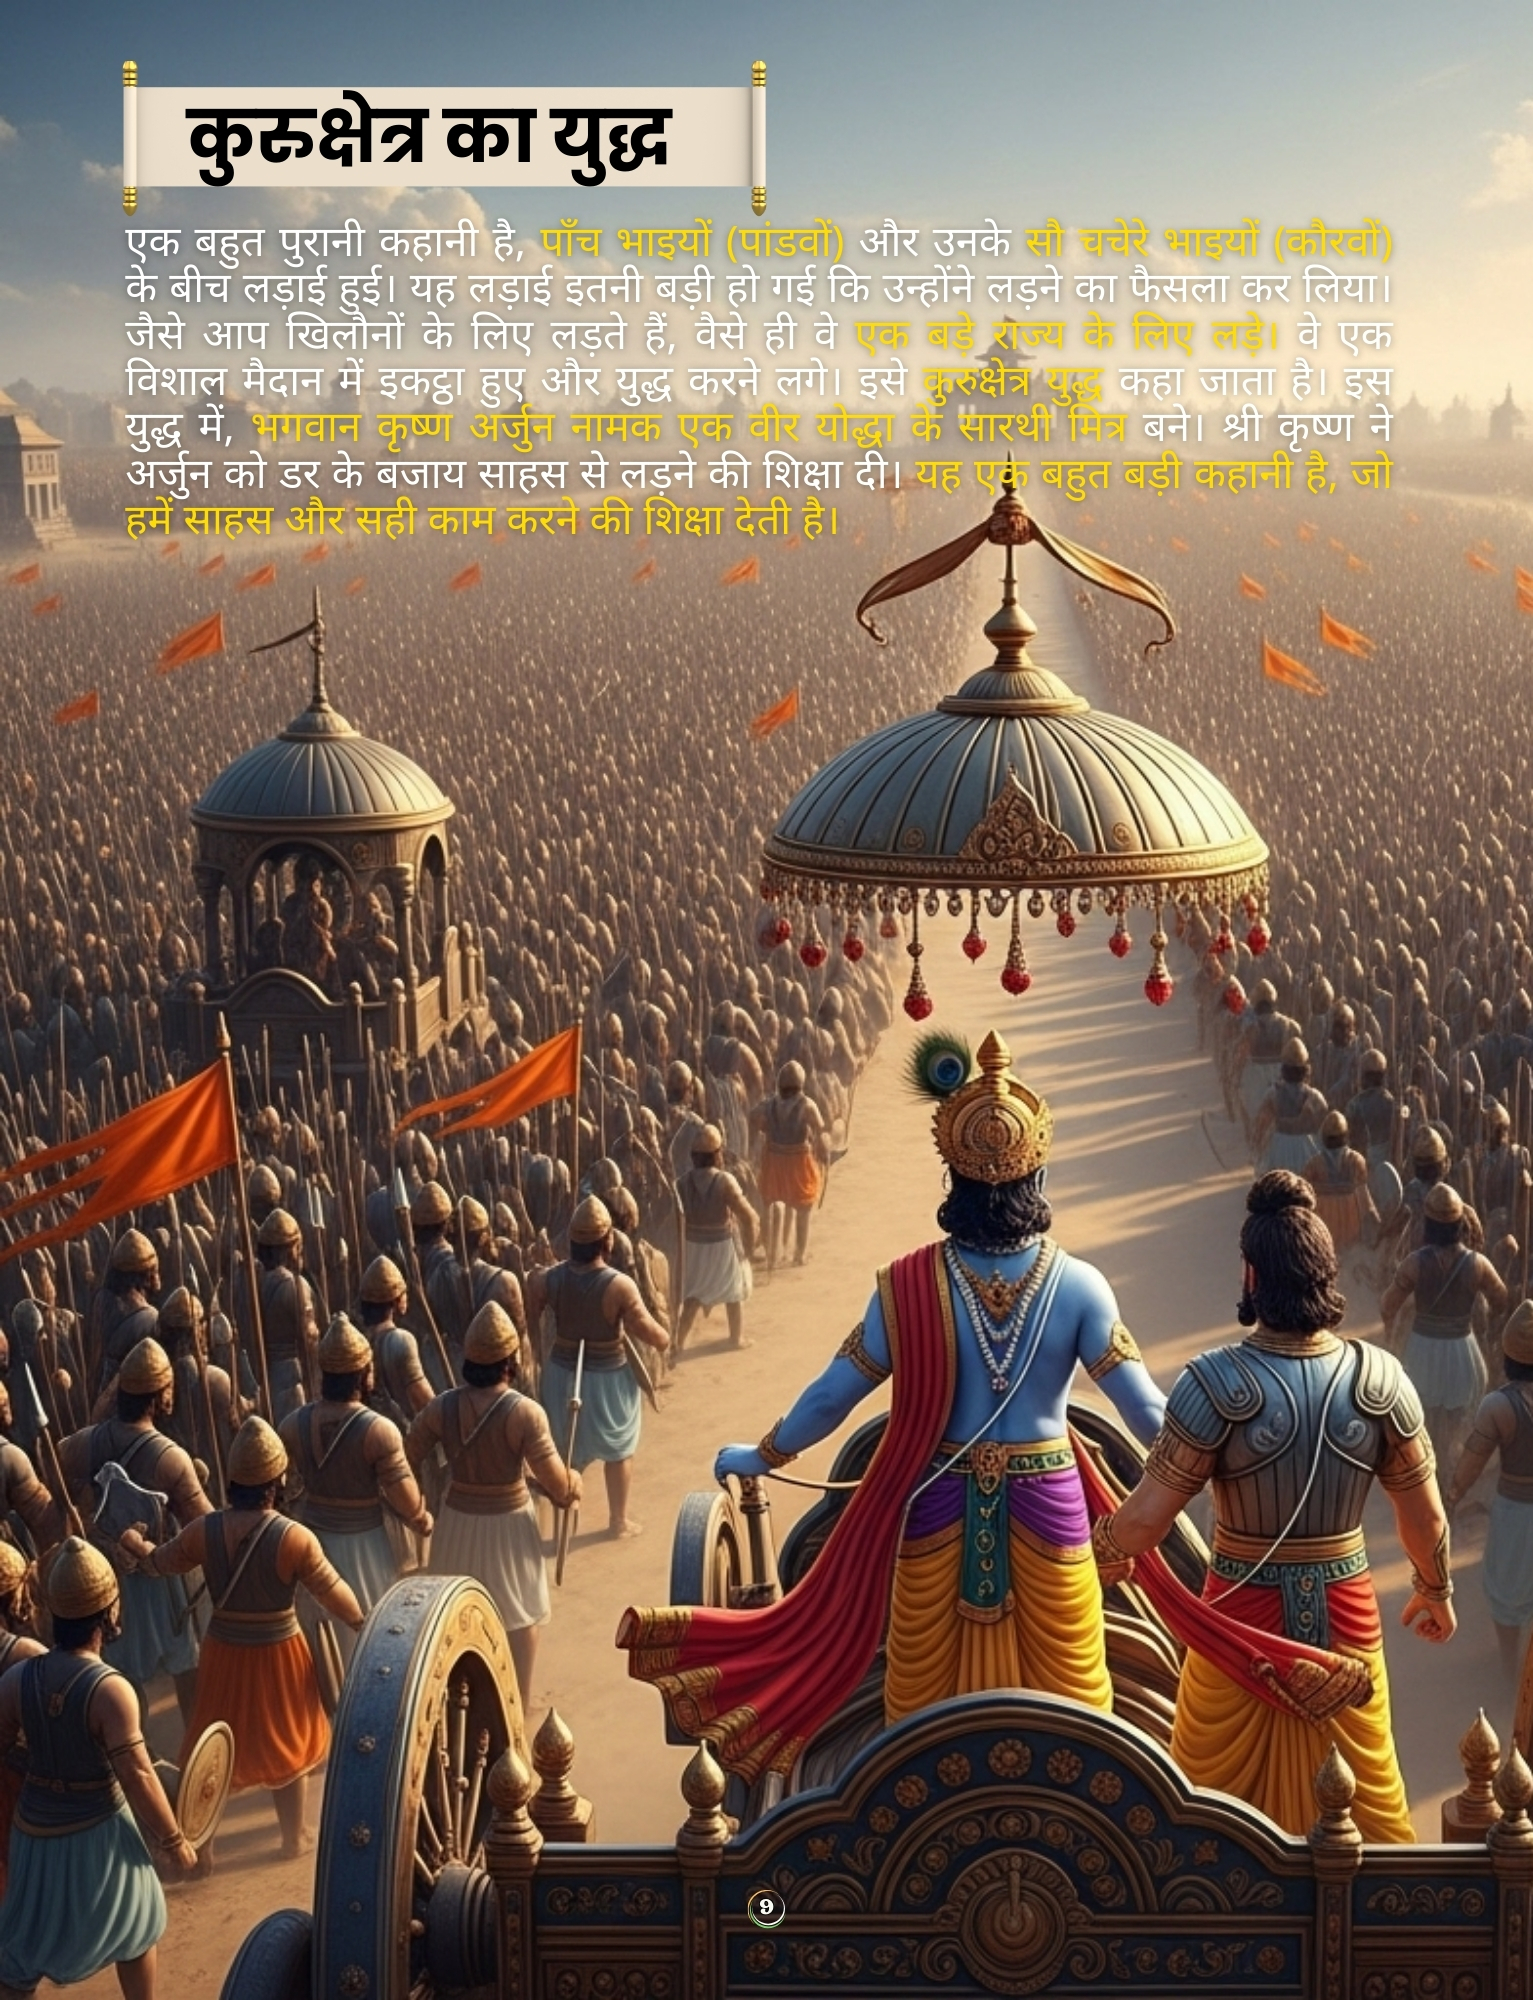 कुरुक्षेत्र का युद्ध
एक बहुत पुरानी कहानी है, पाँच भाइयों (पांडवों) और उनके सौ चचेरे भाइयों (कौरवों)
के बीच लड़ाई हुई। यह लड़ाई इतनी बड़ी हो गई कि उन्होंने लड़ने का फैसला कर लिया।
जैसे आप खिलौनों के लिए लड़ते हैं, वैसे ही वे एक बड़े राज्य के लिए लड़े। वे एक
विशाल मैदान में इकट्ठा हुए और युद्ध करने लगे। इसे कुरुक्षेत्र युद्ध कहा जाता है। इस
युद्ध में, भगवान कृष्ण अर्जुन नामक एक वीर योद्धा के सारथी मित्र बने। श्री कृष्ण ने
अर्जुन को डर के बजाय साहस से लड़ने की शिक्षा दी। यह एक बहुत बड़ी कहानी है, जो
हमें साहस और सही काम करने की शिक्षा देती है।
9